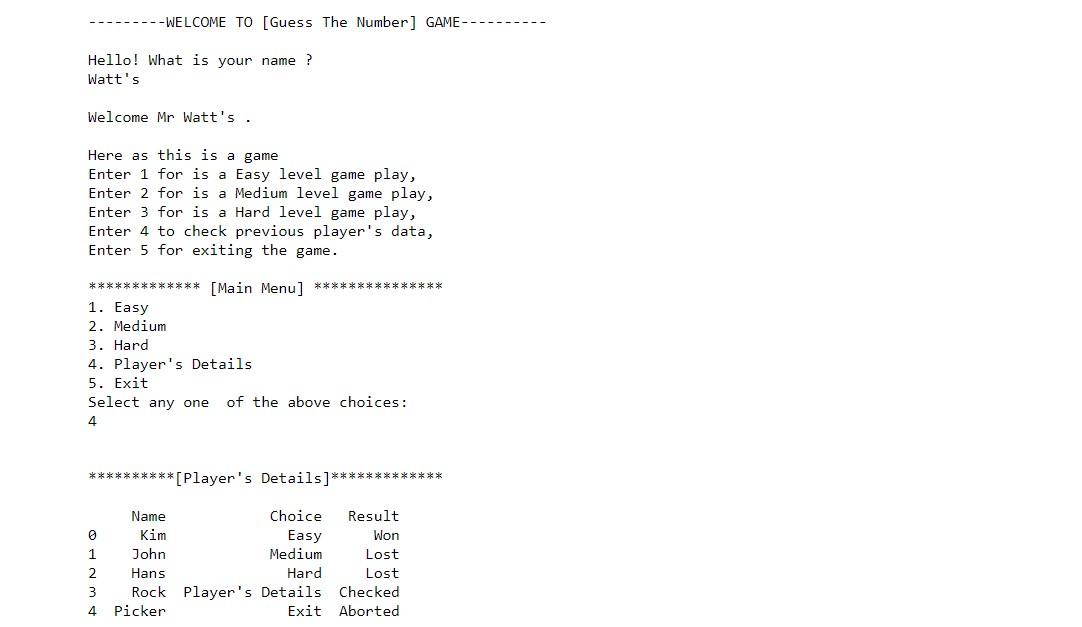 ---------WELCOME TO [Guess The Number] GAME----------
Hello! What is your name ?
Watt's
Welcome Mr Watt's .
Here as this is a game
Enter 1 for is a Easy level game play,
Enter 2 for is a Medium level game play,
Enter 3 for is a Hard level game play,
Enter 4 to check previous player's data,
Enter 5 for exiting the game.
************* [Main Menu] ***************
1. Easy
2. Medium
3. Hard
4. Player's Details
5. Exit
Select any one  of the above choices:
4
**********[Player's Details]*************
     Name            Choice   Result
0     Kim              Easy      Won
1    John            Medium     Lost
2    Hans              Hard     Lost
3    Rock  Player's Details  Checked
4  Picker              Exit  Aborted